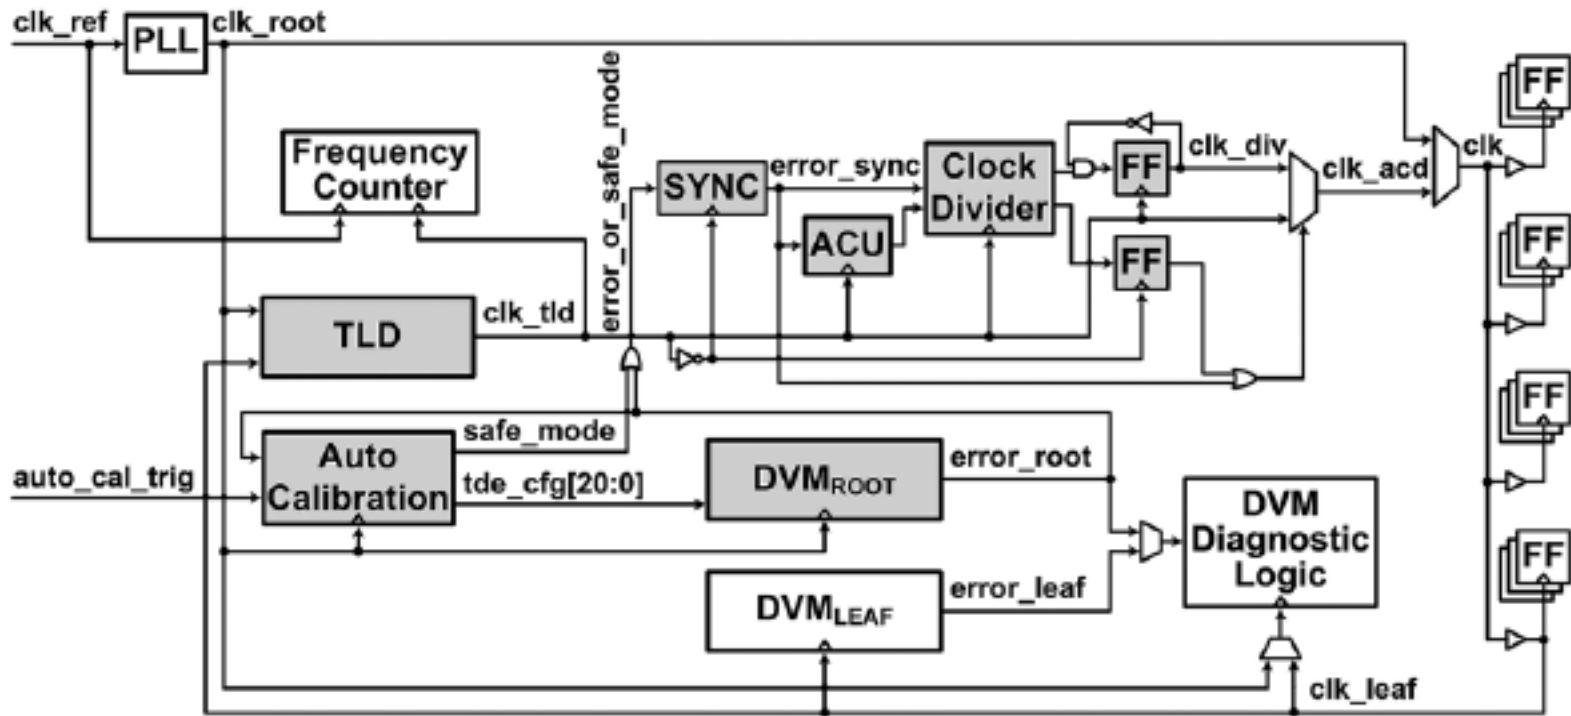 clk_ref
PLL
clk_root
FF
error_or_safe_mode
Frequency
Counter
SYNC
error_sync
Clock
Divider
FF
clk_div
clk_acd
clk
ACU
FF
FF
TLD
clk_tld
FF
safe_mode
Auto
Calibration
auto_cal_trig
tde_cfg[20:0]
DVMROOT
error_root
DVM
Diagnostic
Logic
FF
DVMLEAF
error_leaf
clk_leaf